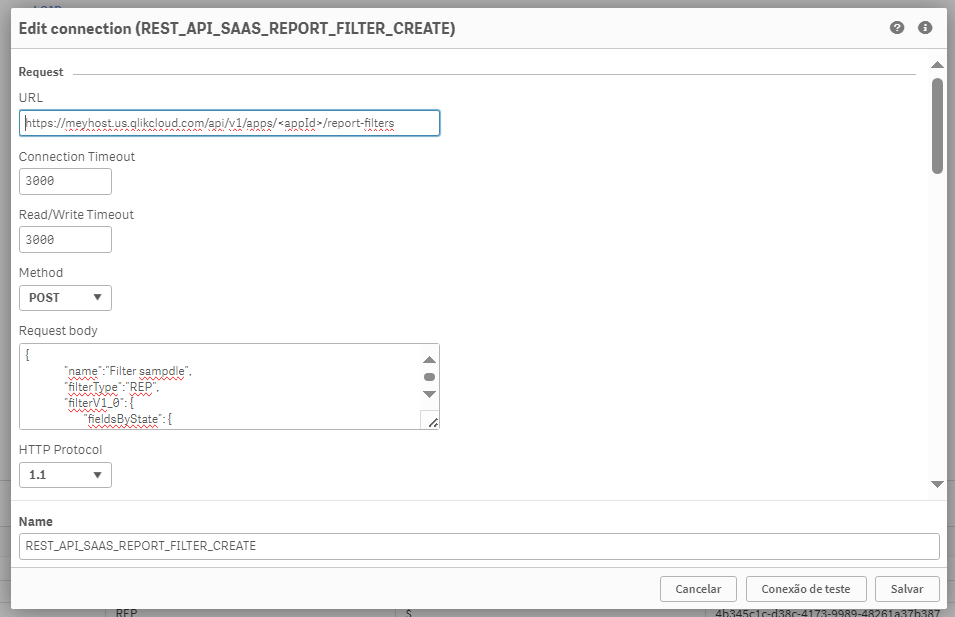 LOAD
Edit connection (REST_API_SAAS_REPORT_FILTER_CREATE)
Request
URL
https://meyhost.us.qlikcloud.com/api/v1/apps/<appId>/report-filters
Connection Timeout
3000
Read/Write Timeout
3000
Method
POST
Request body
{
"name":"Filter sampdle",
"filterType":"REP",
"filterV1_0": {
"fieldsByState": {
HTTP Protocol
1.1
Name
REST_API_SAAS_REPORT_FILTER_CREATE
Cancelar
Conexão de teste
Salvar
REP
$
4b345c1c-d38c-4173-9989-48261a37b387